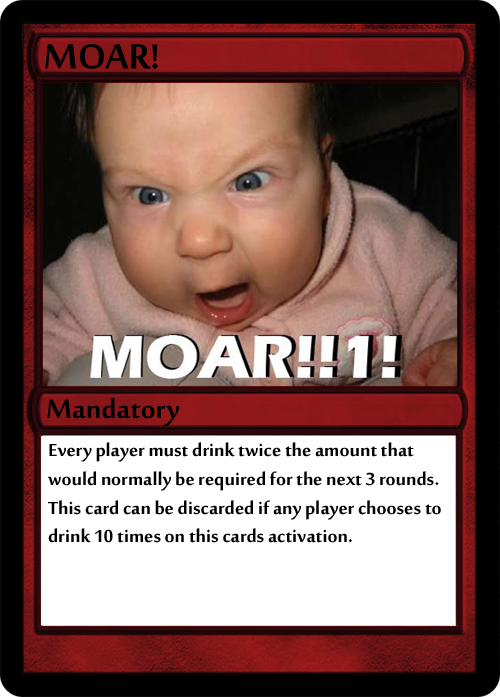 MOAR!
MOAR!!1!
Mandatory
Every player must drink twice the amount that
would normally be required for the next 3 rounds.
This card can be discarded if any player chooses to
drink 10 times on this cards activation.